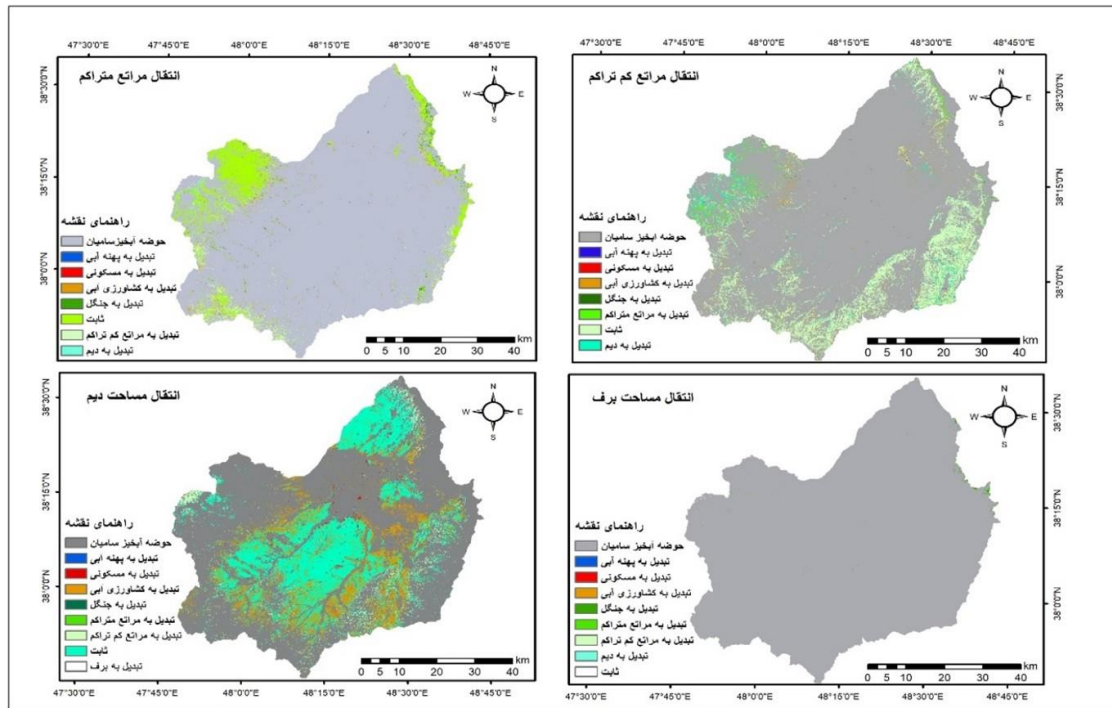 47°30'0"E 47°45'0"E 48°0'0"E 48°15'0"E 48°30'0"E 48°45'0"E
انتقال مراتع متراکم
N
W E
S
38°30'0"N
38°15'0"N
38°0'0"N
راهنمای نقشه
حوضه آبخیزسامیان
تبدیل به پهنه آبی
تبدیل به مسکونی
تبدیل به کشاورزی آبی
تبدیل به جنگل
ثابت
تبدیل به مراتع کم تراکم
تبدیل به دیم
km
0 5 10 20 30 40
47°30'0"E 47°45'0"E 48°0'0"E 48°15'0"E 48°30'0"E 48°45'0"E
انتقال مراتع کم تراکم
N
W E
S
38°30'0"N
38°15'0"N
38°0'0"N
راهنمای نقشه
حوضه ابخیز سامیان
تبدیل به پهنه آبی
تبدیل به مسکونی
تبدیل به کشاورزی آبی
تبدیل به جنگل
تبدیل به مراتع متراکم
ثابت
تبدیل به دیم
km
0 5 10 20 30 40
انتقال مساحت دیم
N
W E
S
38°30'0"N
38°15'0"N
38°0'0"N
راهنمای نقشه
حوضه آبخیز سامیان
تبدیل به پهنه ابی
تبدیل به مسکونی
تبدیل به کشاورزی آبی
تبدیل به جنگل
تبدیل به مراتع متراکم
تبدیل به مراتع کم تراکم
ثابت
تبدیل به برف
km
0 5 10 20 30 40
47°30'0"E 47°45'0"E 48°0'0"E 48°15'0"E 48°30'0"E 48°45'0"E
انتقال مساحت برف
N
W E
S
38°30'0"N
38°15'0"N
38°0'0"N
راهنمای نقشه
حوضه آبخیز سامیان
تبدیل به پهنه آبی
تبدیل به مسکونی
تبدیل به کشاورزی آبی
تبدیل به جنگل
تبدیل به مراتع متراکم
تبدیل به مراتع کم تراکم
تبدیل به دیم
ثابت
km
0 5 10 20 30 40
47°30'0"E 47°45'0"E 48°0'0"E 48°15'0"E 48°30'0"E 48°45'0"E